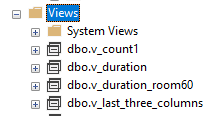 Views
System Views
dbo.v_count1
dbo.v_duration
dbo.v_duration_room60
dbo.v_last_three_columns